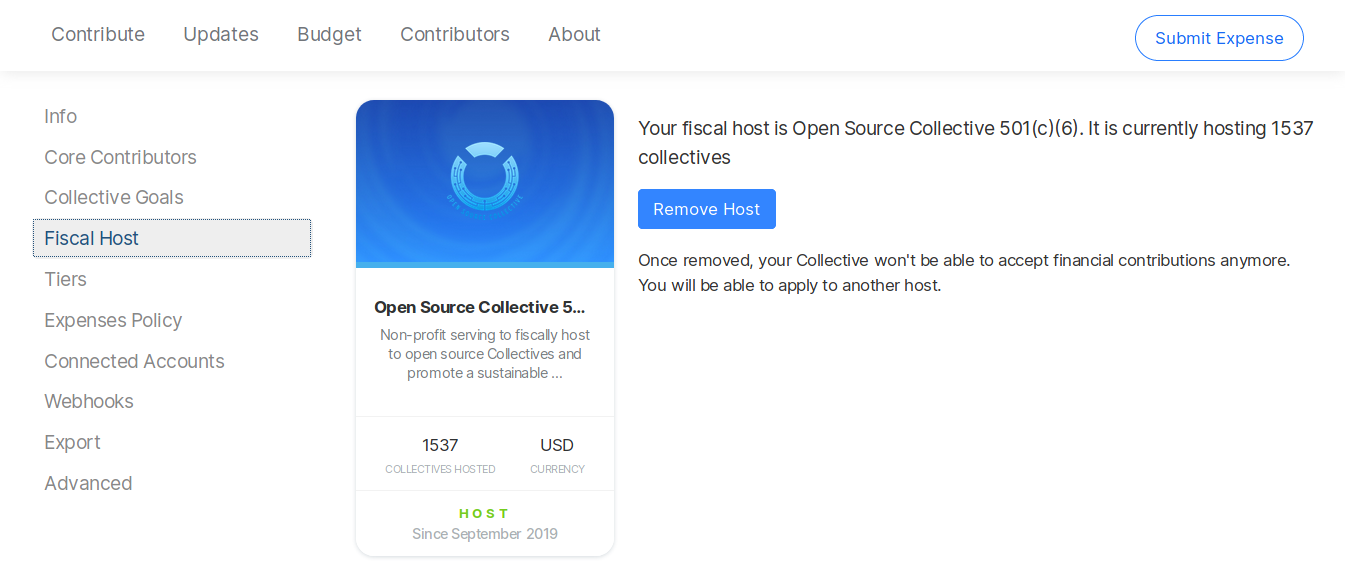 Contribute Updates Budget Contributors About Submit Expense
Info
Core Contributors
Collective Goals
Fiscal Host
Tiers
Expenses Policy
Connected Accounts
Webhooks
Export
Advanced
OPEN SOURCE COLLECTIVE
Open Source Collective 5...
Non-profit serving to fiscally host
to open source Collectives and
promote a sustainable ...
1537 USD
COLLECTIVES HOSTED CURRENCY
HOST
Since September 2019
Your fiscal host is Open Source Collective 501(c)(6). It is currently hosting 1537
collectives
Remove Host
Once removed, your Collective won't be able to accept financial contributions anymore.
You will be able to apply to another host.